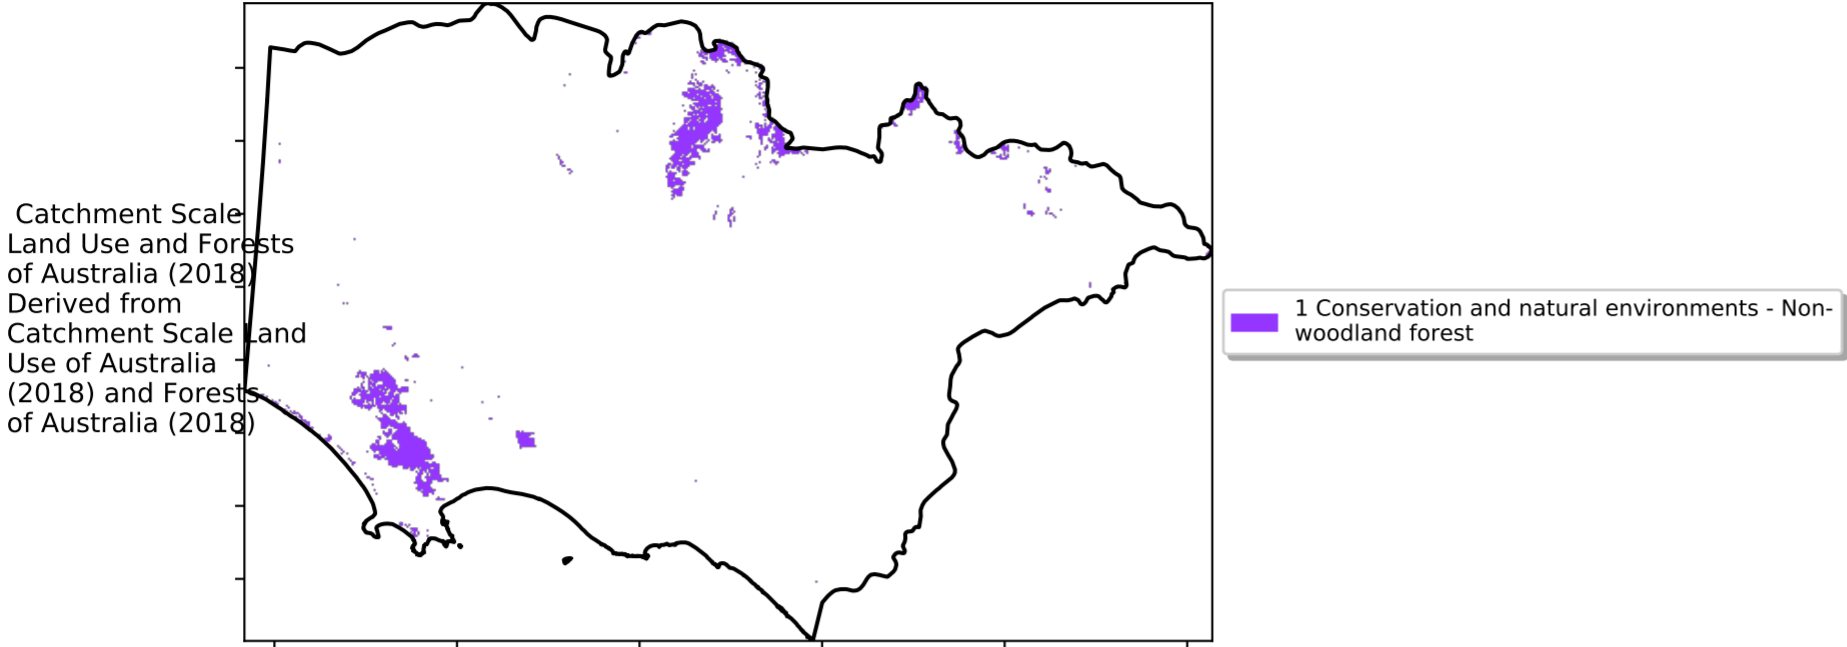 Catchment Scale
Land Use and Forests
of Australia (2018)
Derived from
Catchment Scale Land
Use of Australia
(2018) and Forests
of Australia (2018)
1 Conservation and natural environments - Non-
woodland forest